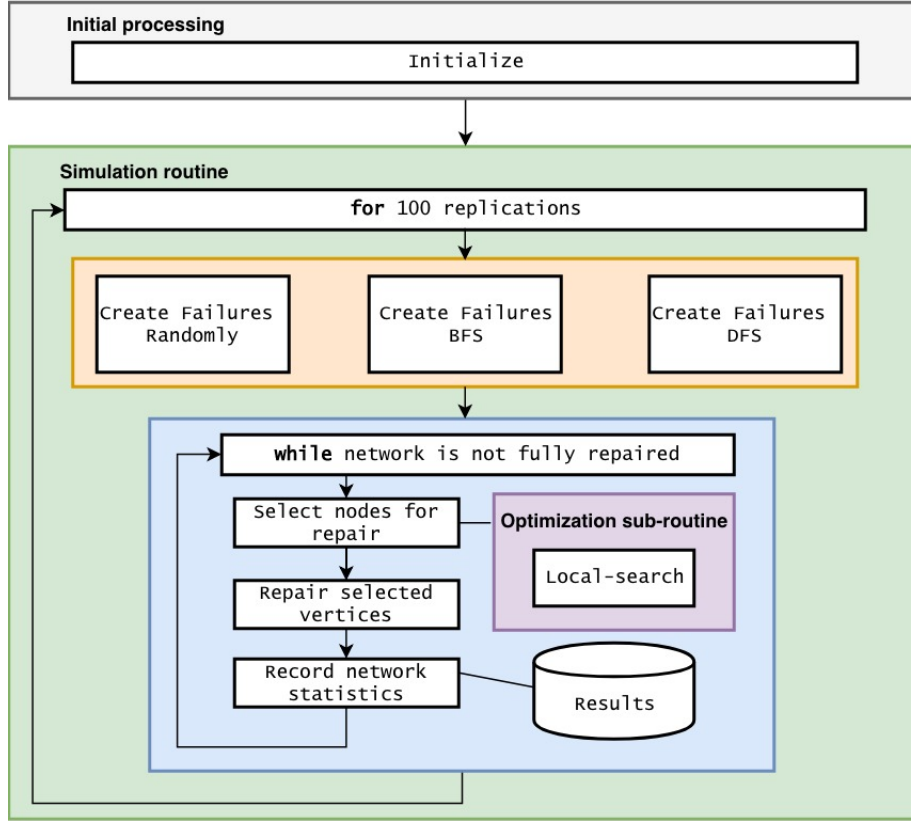 Initial processing
Initialize
Simulation routine
for 100 replications
Create Failures
Randomly
Create Failures
BFS
Create Failures
DFS
while network is not fully repaired
Select nodes for
repair
Optimization sub-routine
Local-search
Repair selected
vertices
Record network
statistics
Results